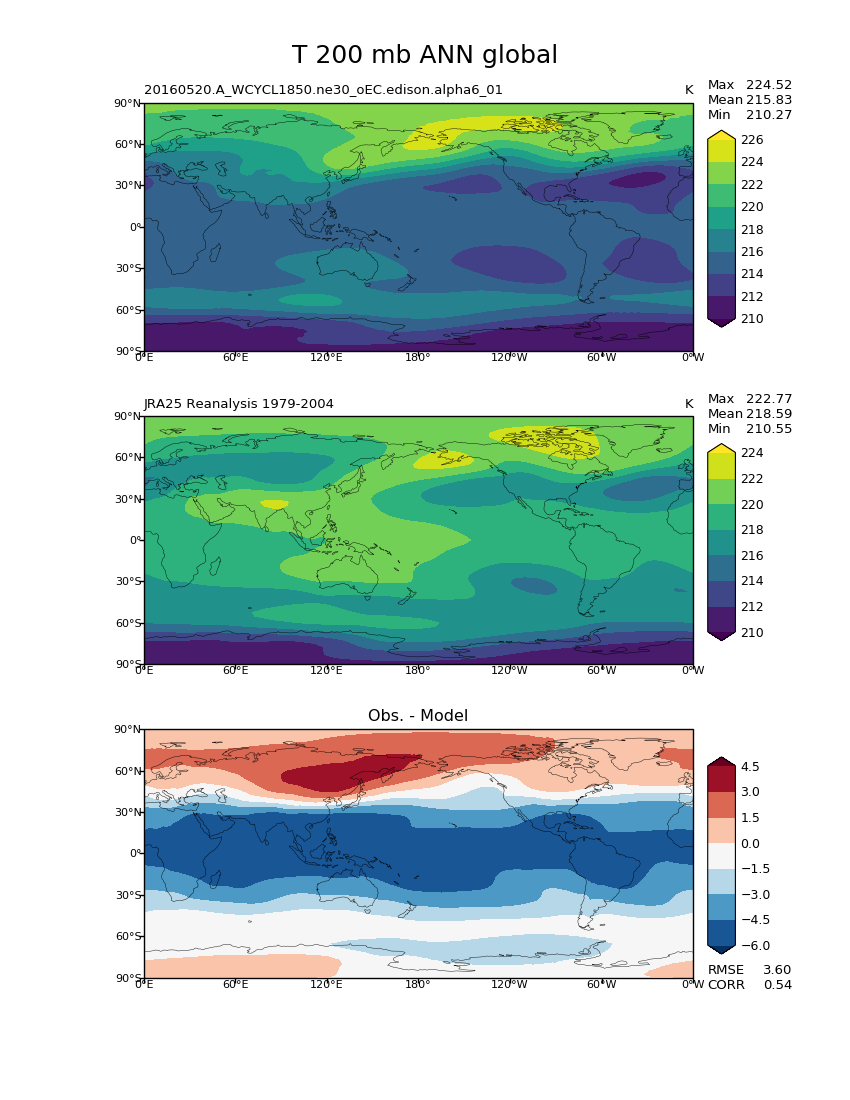 T 200 mb ANN global
20160520.A_WCYCL1850.ne30_oEC.edison.alpha6_01 K
Max 224.52
Mean 215.83
Min 210.27
90°N
60°N
30°N
0°
30°S
60°S
90°S
0°E 60°E 120°E 180° 120°W 60°W 0°W
226
224
222
220
218
216
214
212
210
JRA25 Reanalysis 1979-2004 K
Max 222.77
Mean 218.59
Min 210.55
90°N
60°N
30°N
0°
30°S
60°S
90°S
0°E 60°E 120°E 180° 120°W 60°W 0°W
224
222
220
218
216
214
212
210
Obs. - Model
90°N
60°N
30°N
0°
30°S
60°S
90°S
0°E 60°E 120°E 180° 120°W 60°W 0°W
4.5
3.0
1.5
0.0
−1.5
−3.0
−4.5
−6.0
RMSE 3.60
CORR 0.54